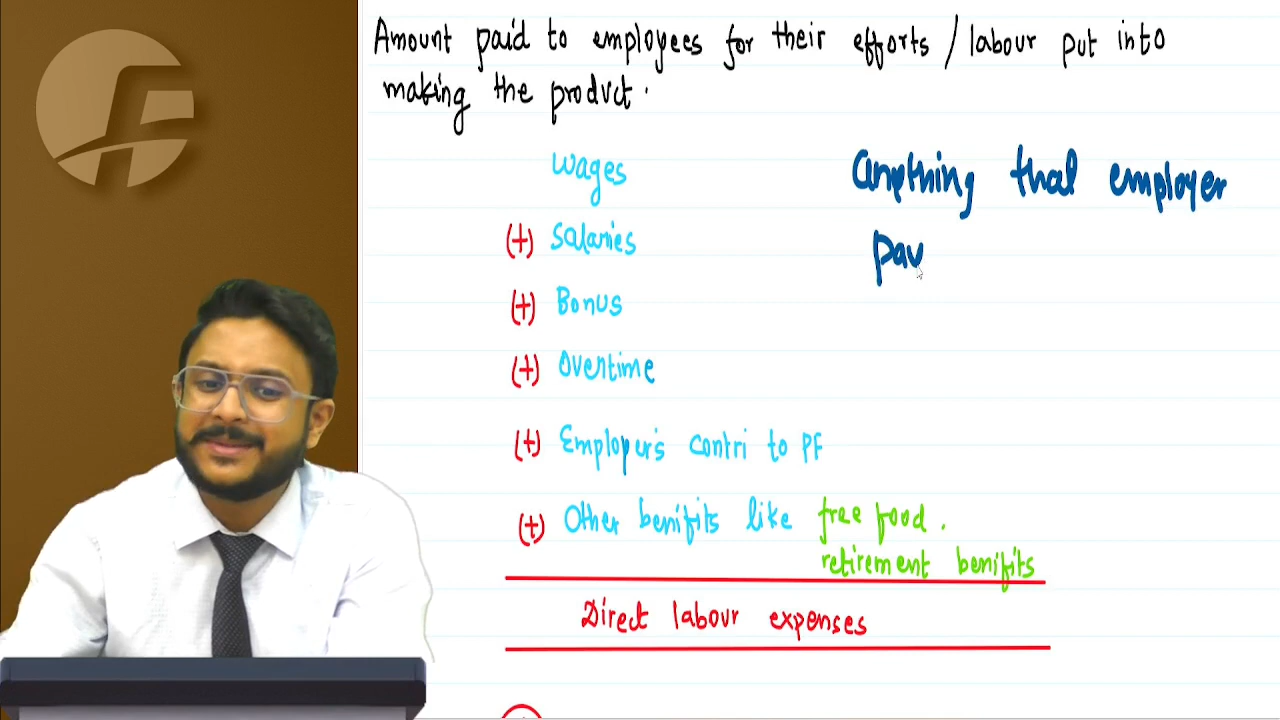 Amount paid to employees for their efforts / labour put into
making the product.
wages
anything that employer
(+) Salaries
pay
(+) Bonus
(+) Overtime
(+) Employer's contri to PF
(+) Other benifits like free food.
retirement benifits
Direct labour expenses